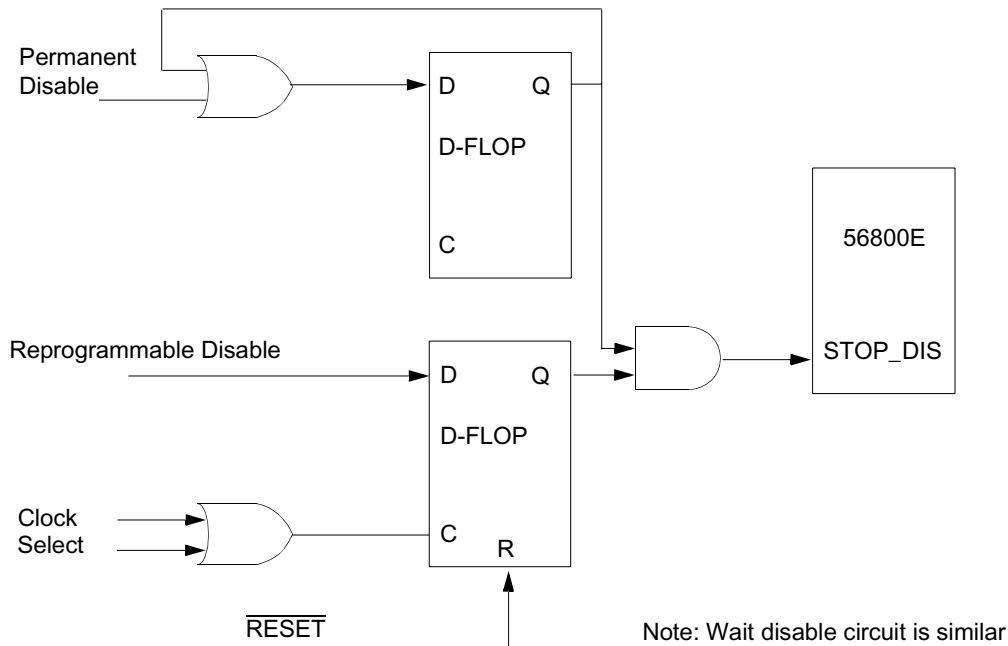 Permanent
Disable
D Q
D-FLOP
C
56800E
STOP_DIS
Reprogrammable Disable
D Q
D-FLOP
Clock
Select
C
R
RESET
Note: Wait disable circuit is similar